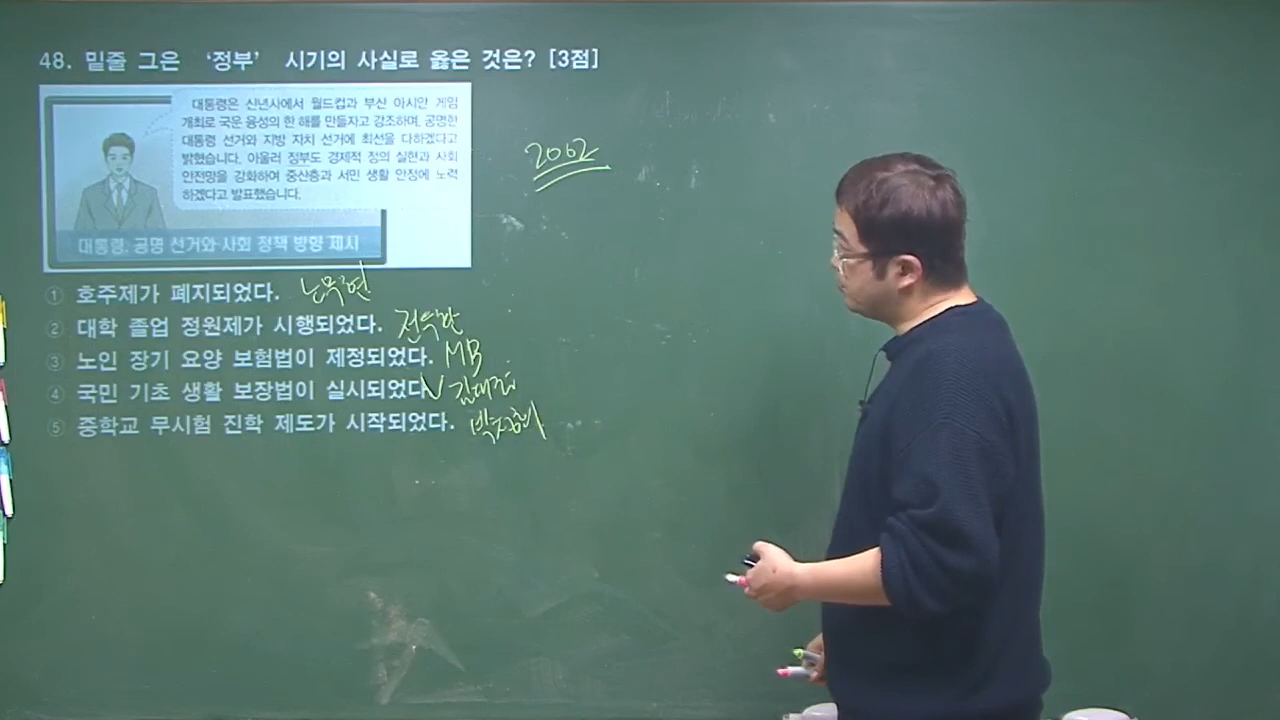 48. 밑줄 그은 ‘정부’ 시기의 사실로 옳은 것은? [3점]
대통령은 신년사에서 월드컵과 부산 아시안 게임
개최로 국운 융성의 한 해를 만들자고 강조하며, 공명한
대통령 선거와 지방 자치 선거에 최선을 다하겠다고
밝혔습니다. 아울러 정부도 경제적 정의 실현과 사회
안전망을 강화하여 중산층과 서민 생활 안정에 노력
하겠다고 발표했습니다.
대통령, 공명 선거와 사회 정책 방향 제시
2002
① 호주제가 폐지되었다. 노무현
② 대학 졸업 정원제가 시행되었다. 전두환
③ 노인 장기 요양 보험법이 제정되었다. MB
④ 국민 기초 생활 보장법이 실시되었다. 김대중
⑤ 중학교 무시험 진학 제도가 시작되었다. 박정희